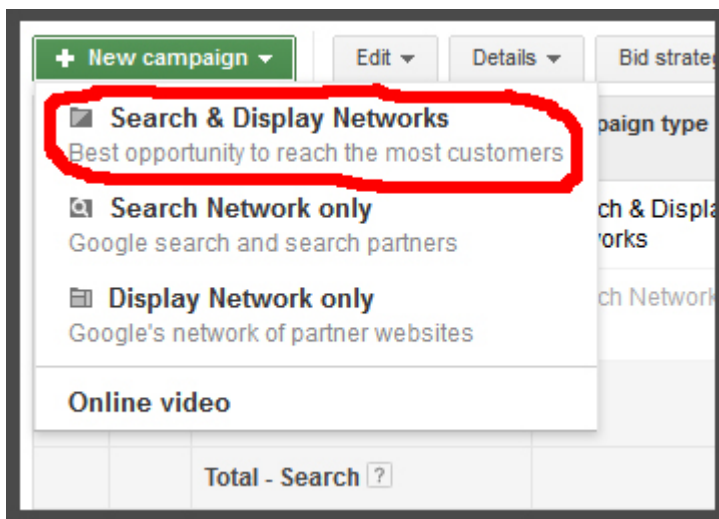 + New campaign Edit Details Bid strate
Search & Display Networks
Best opportunity to reach the most customers
paign type
Search Network only
Google search and search partners
ch & Displa
orks
Display Network only
Google's network of partner websites
ch Network
Online video
Total - Search ?